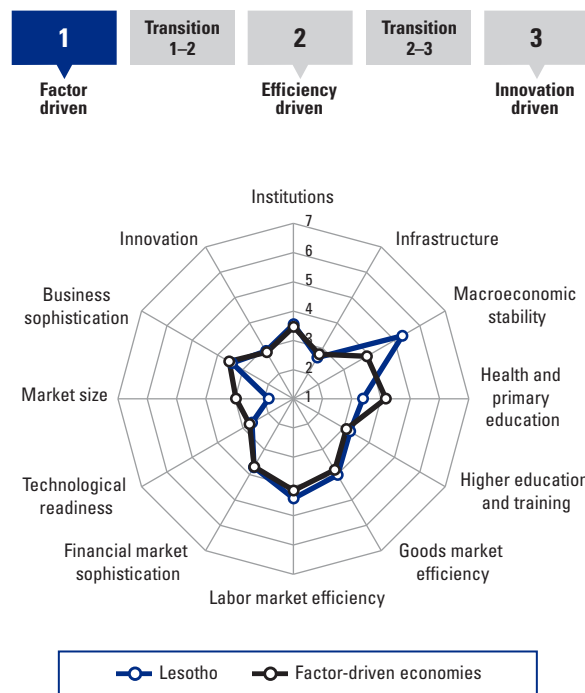 1
Transition
1–2
2
Transition
2–3
3
Factor
driven
Efficiency
driven
Innovation
driven
Institutions
7
Innovation
6
Infrastructure
5
Business
sophistication
4
Macroeconomic
stability
3
2
Market size
1
Health and
primary
education
Technological
readiness
Higher education
and training
Financial market
sophistication
Goods market
efficiency
Labor market efficiency
Lesotho
Factor-driven economies